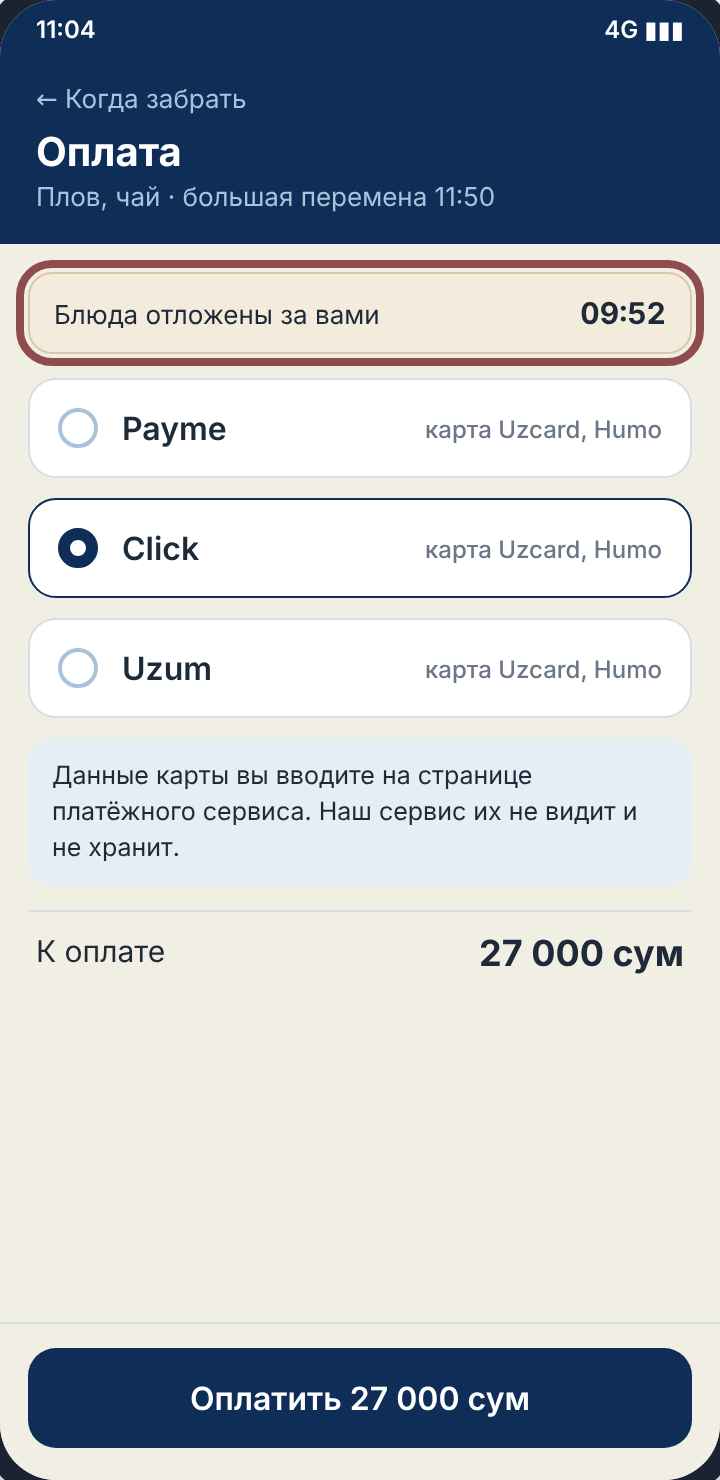 11:04 4G
← Когда забрать
Оплата
Плов, чай · большая перемена 11:50
Блюда отложены за вами 09:52
Payme карта Uzcard, Humo
Click карта Uzcard, Humo
Uzum карта Uzcard, Humo
Данные карты вы вводите на странице
платёжного сервиса. Наш сервис их не видит и
не хранит.
К оплате 27 000 сум
Оплатить 27 000 сум